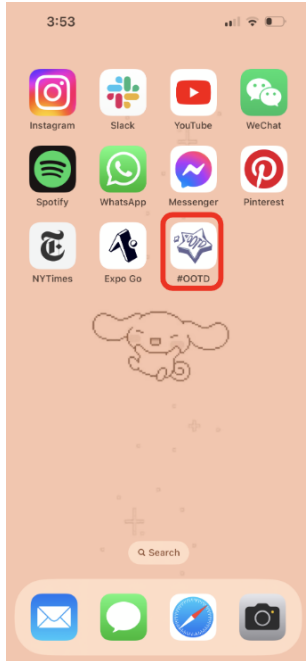 3:53
Instagram Slack YouTube WeChat
Spotify WhatsApp Messenger Pinterest
NYTimes Expo Go #OOTD
Search